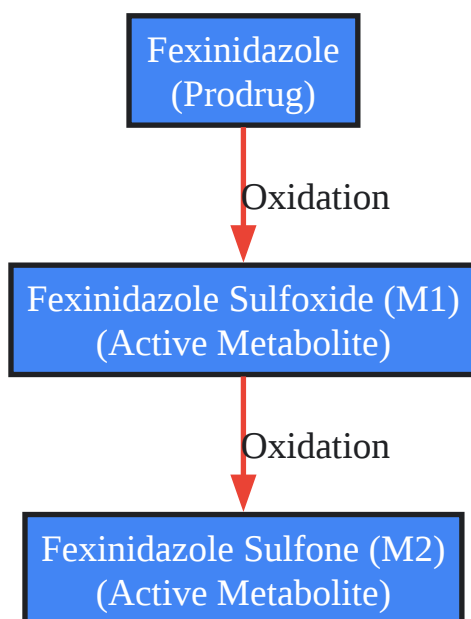 Fexinidazole
(Prodrug)
Oxidation
Fexinidazole Sulfoxide (M1)
(Active Metabolite)
Oxidation
Fexinidazole Sulfone (M2)
(Active Metabolite)